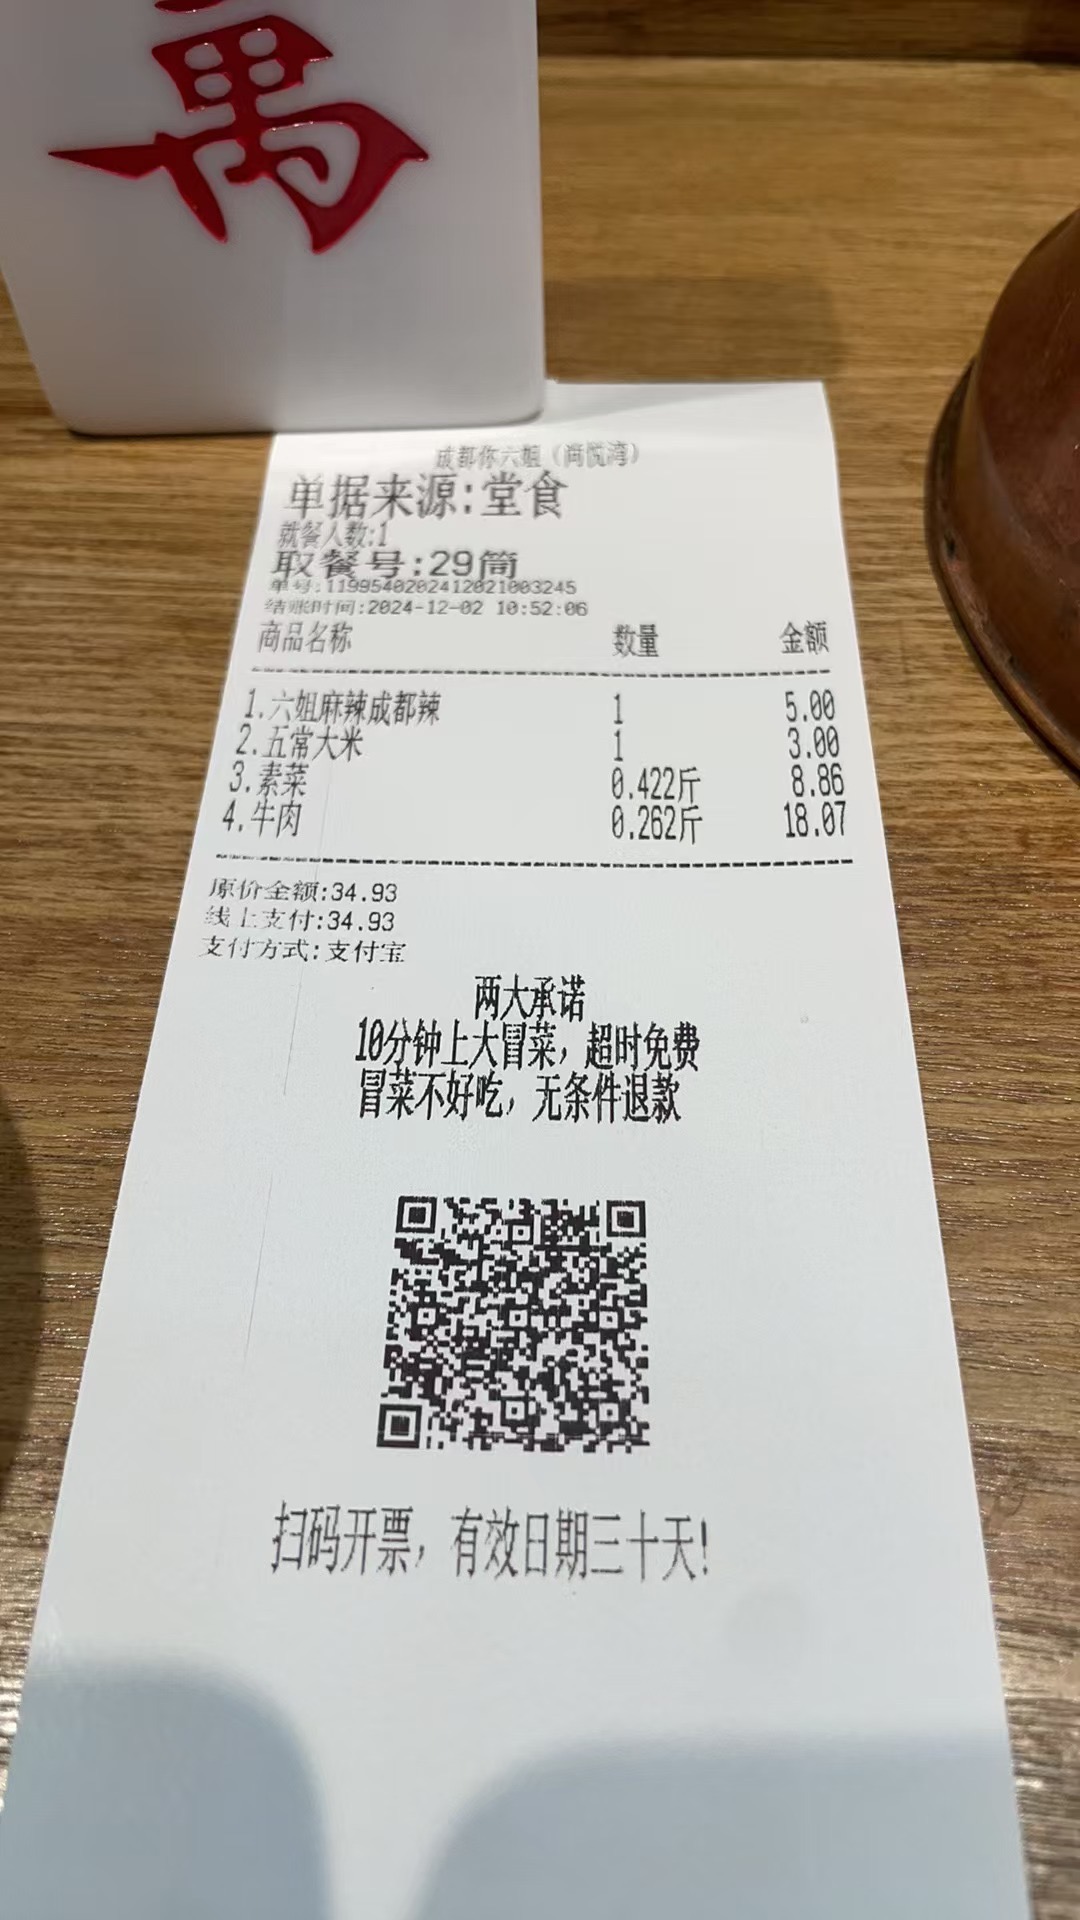 萬
成都你六姐（尚悦湾）
单据来源:堂食
就餐人数:1
取餐号:29筒
单号:1199540202412021003245
结账时间:2024-12-02 10:52:06
商品名称 数量 金额
1.六姐麻辣成都辣 1 5.00
2.五常大米 1 3.00
3.素菜 0.422斤 8.86
4.牛肉 0.262斤 18.07
原价金额:34.93
线上支付:34.93
支付方式:支付宝
两大承诺
10分钟上大冒菜，超时免费
冒菜不好吃，无条件退款
扫码开票，有效日期三十天!